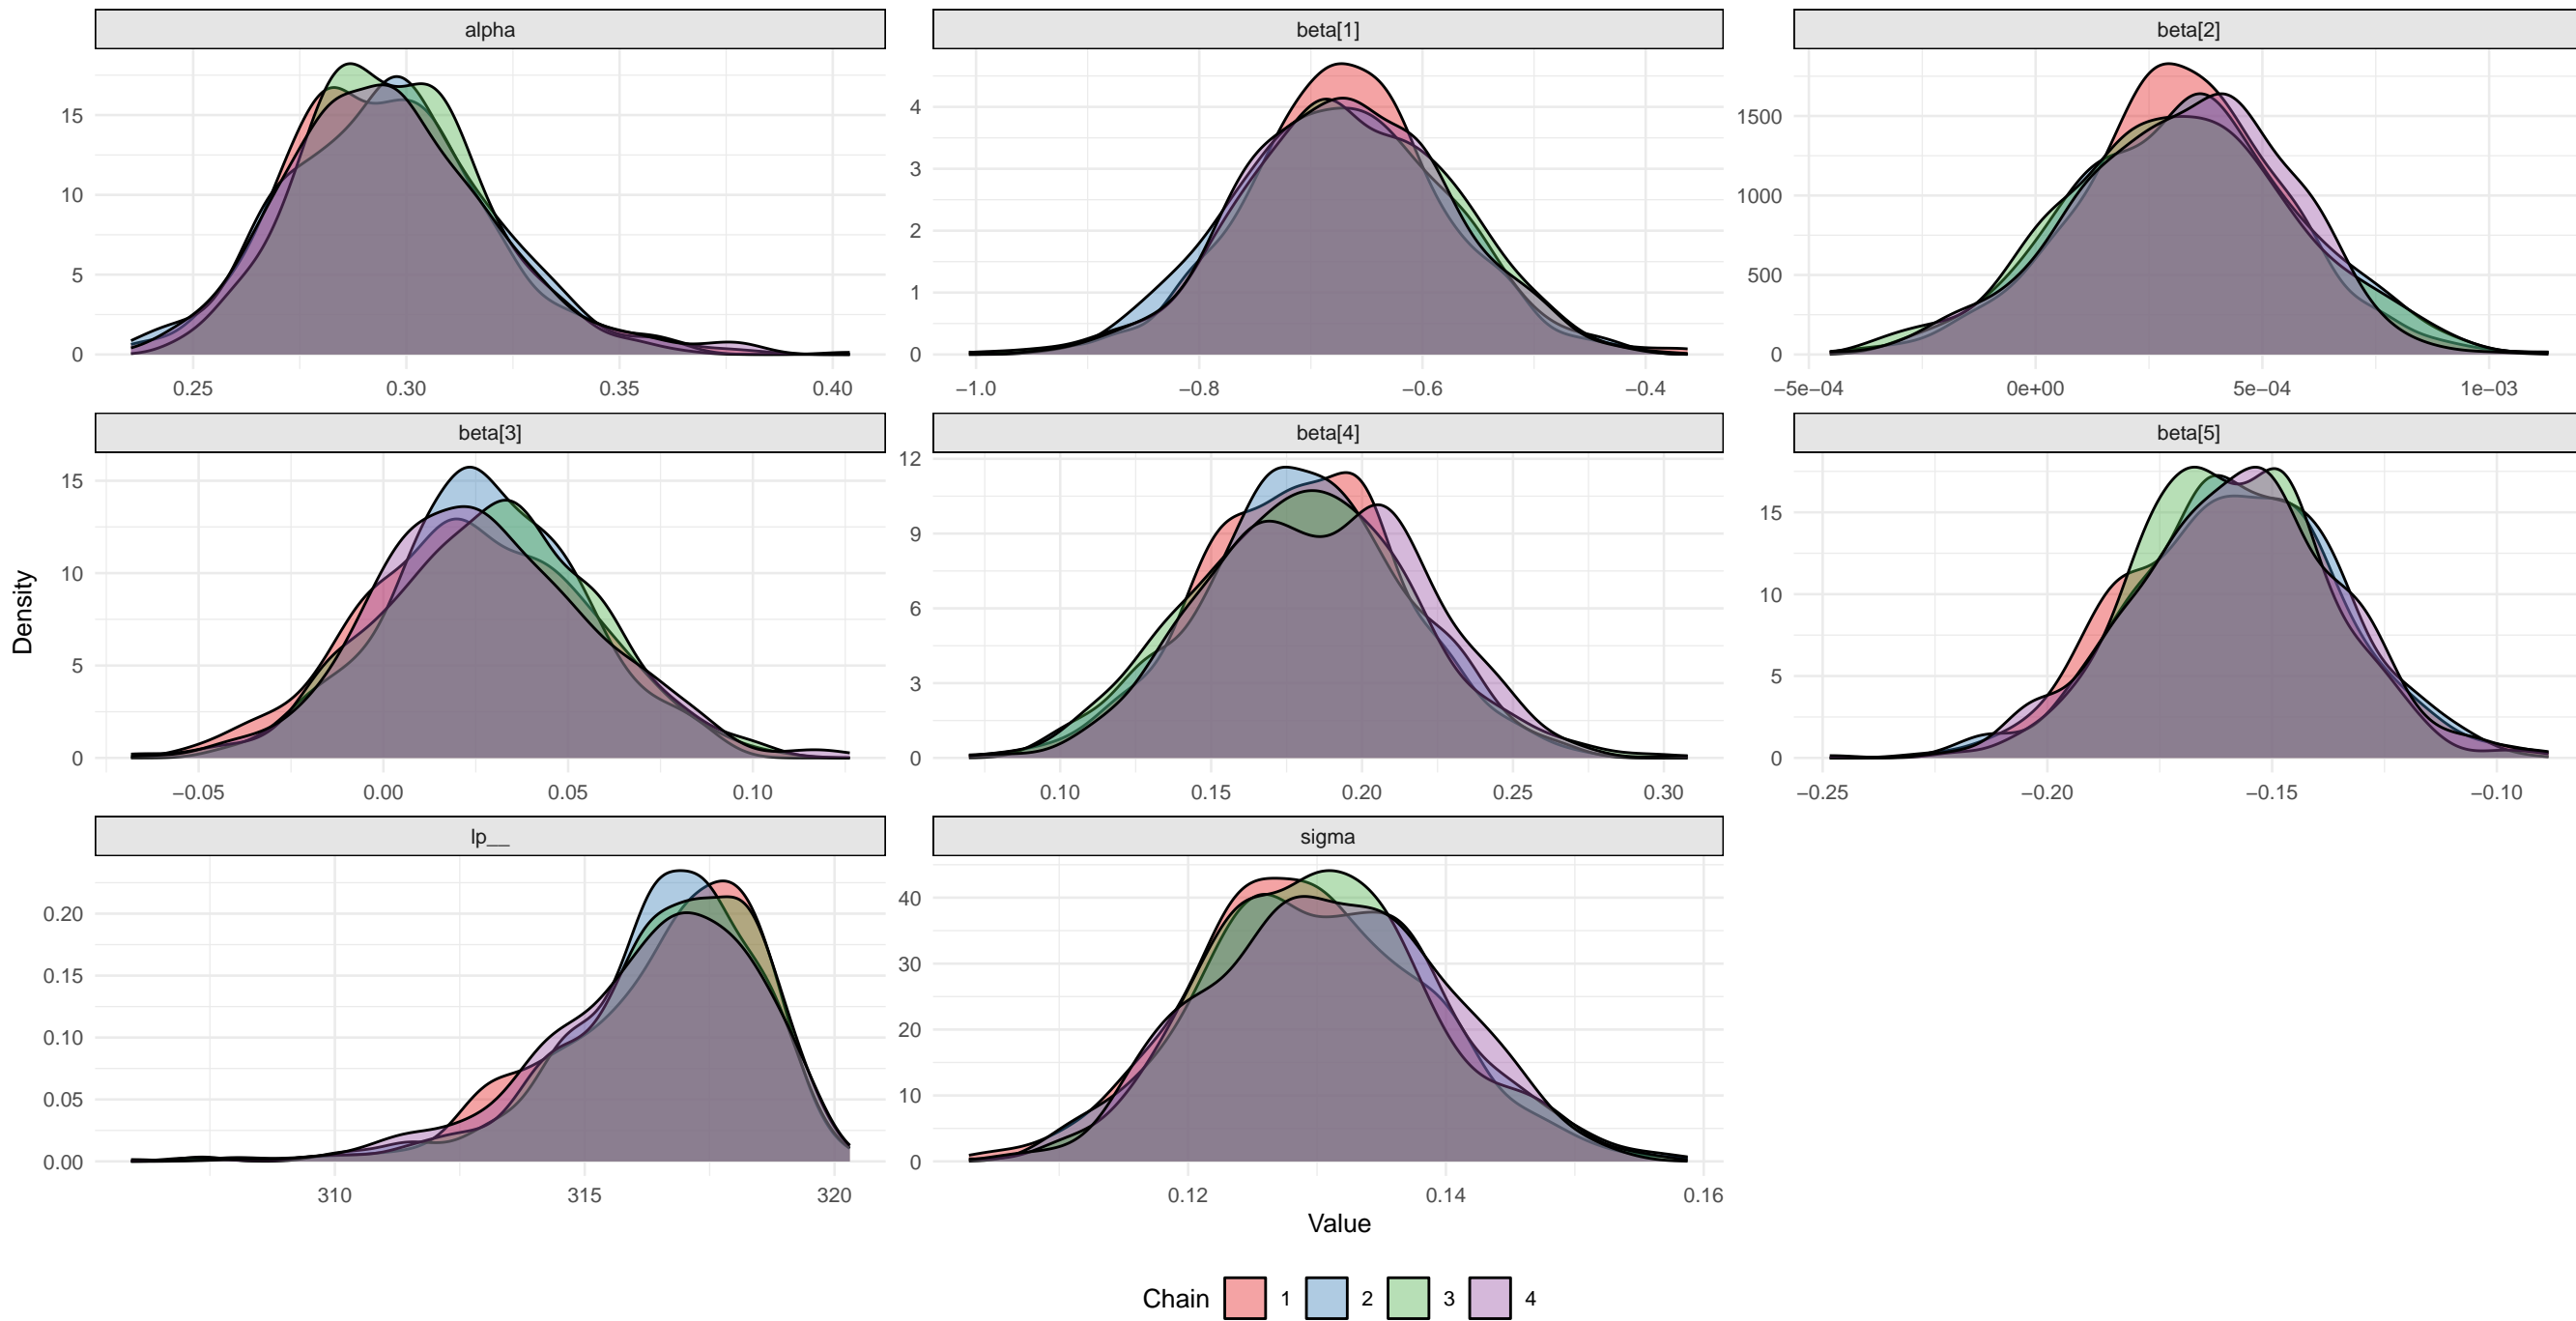 alpha
beta[1]
beta[2]
15
10
5
0
0.25 0.30 0.35 0.40
4
3
2
1
0
−1.0 −0.8 −0.6 −0.4
1500
1000
500
0
−5e−04 0e+00 5e−04 1e−03
beta[3]
beta[4]
beta[5]
15
10
5
0
−0.05 0.00 0.05 0.10
12
9
6
3
0
0.10 0.15 0.20 0.25 0.30
15
10
5
0
−0.25 −0.20 −0.15 −0.10
lp__
sigma
0.20
0.15
0.10
0.05
0.00
310 315 320
40
30
20
10
0
0.12 0.14 0.16
Density
Value
Chain 1 2 3 4